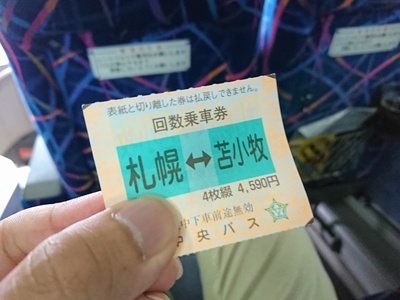 表紙と切り離した券は払戻しできません。
回数乗車券
札幌↔苫小牧
4枚綴 4,590円
中下車前途無効
中央バス